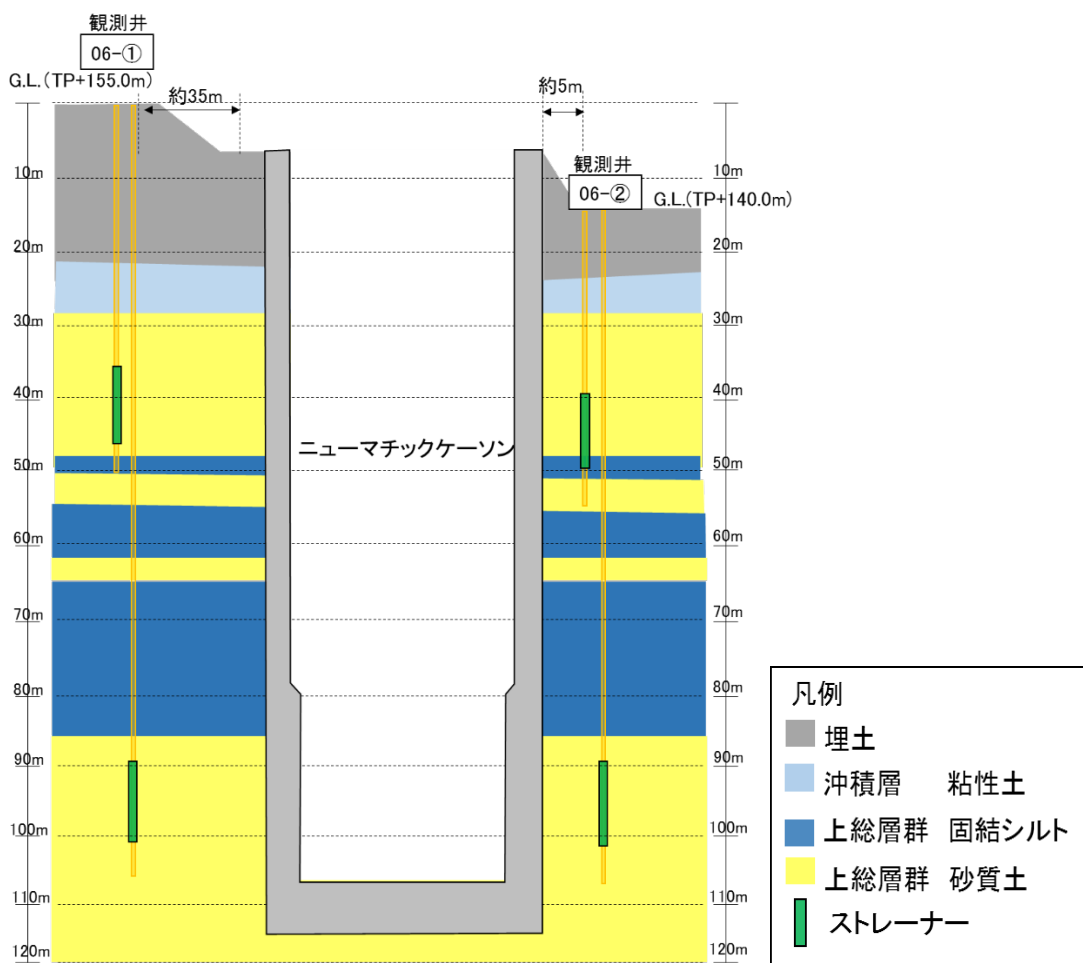 観測井
06-①
G.L.(TP+155.0m)
約35m
約5m
観測井
06-②
G.L.(TP+140.0m)
10m
20m
30m
40m
50m
60m
70m
80m
90m
100m
110m
120m
ニューマチックケーソン
10m
20m
30m
40m
50m
60m
70m
80m
90m
100m
110m
120m
凡例
埋土
沖積層 粘性土
上総層群 固結シルト
上総層群 砂質土
ストレーナー